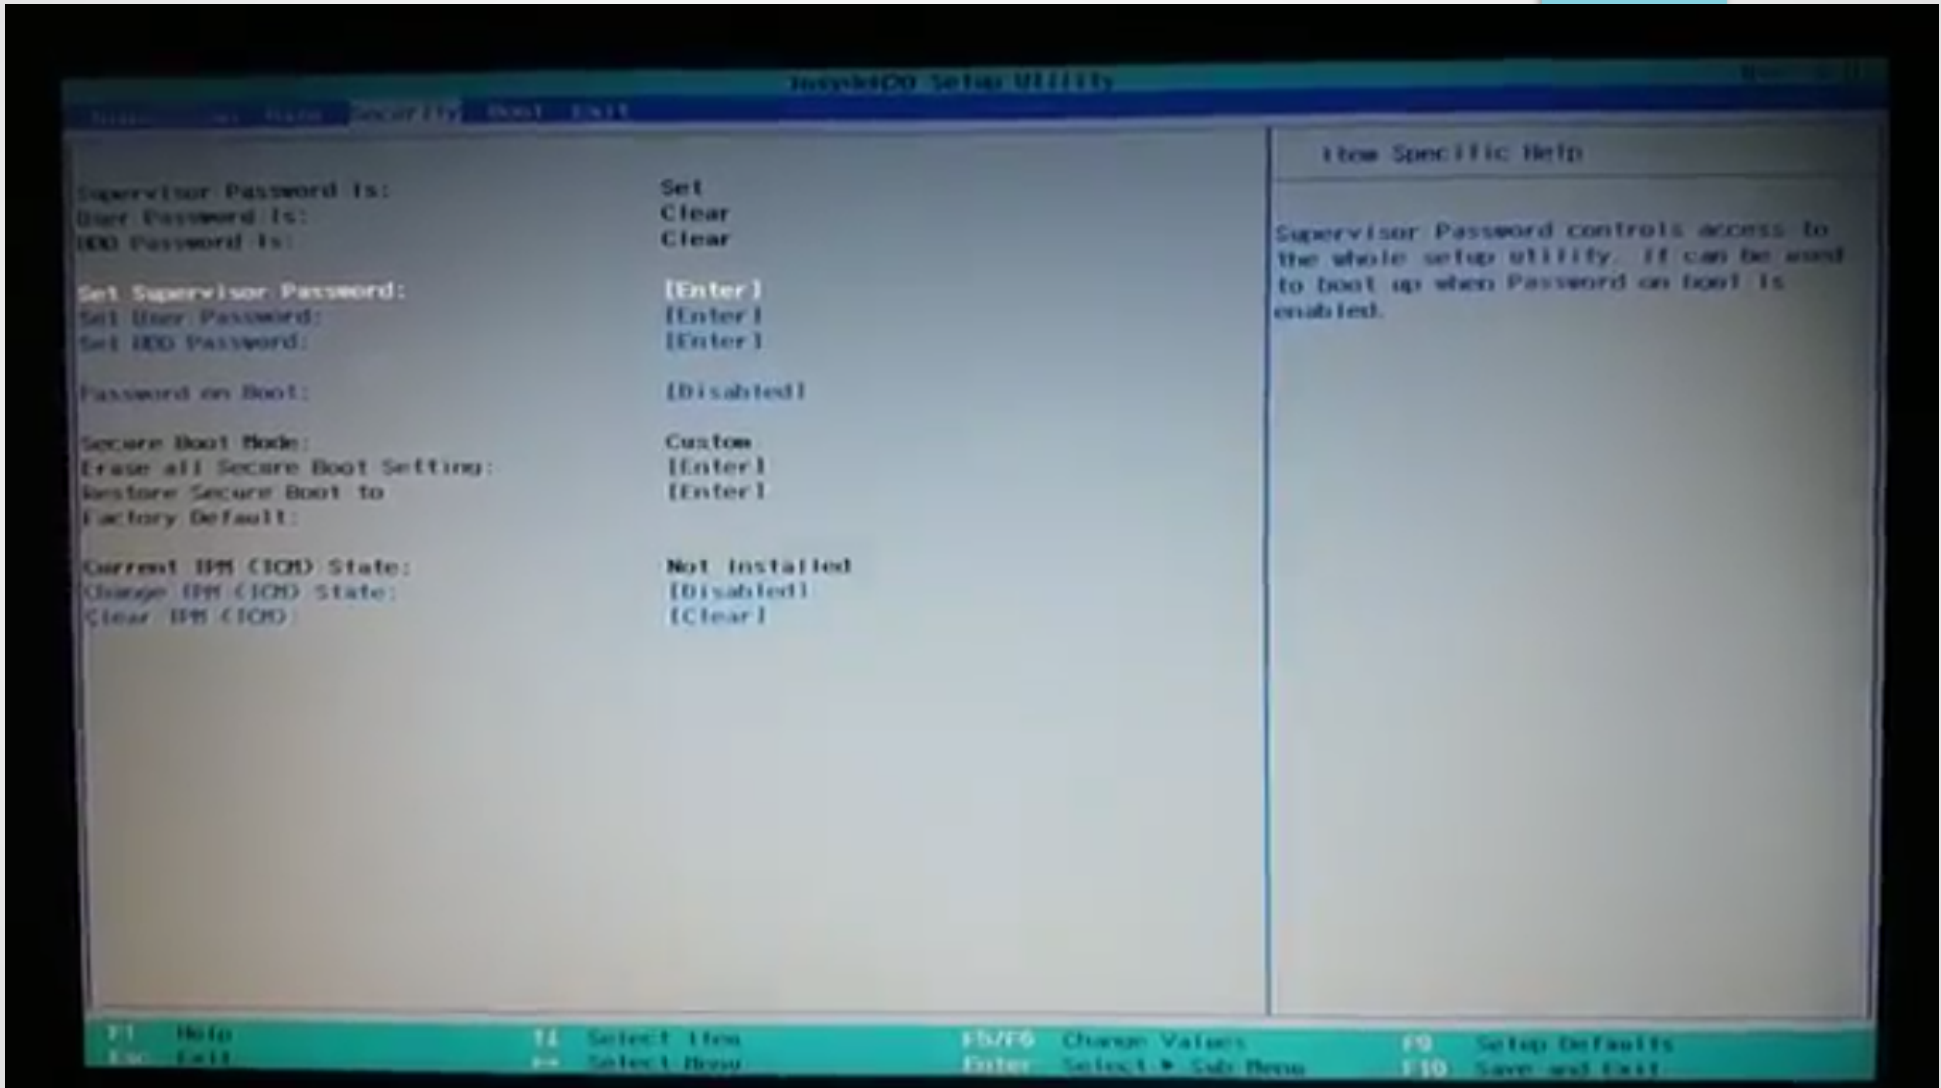 InsydeH2O Setup Utility
Main Security Boot Exit
Item Specific Help
Supervisor Password Is: Set
User Password Is: Clear
HDD Password Is: Clear
Supervisor Password controls access to
the whole setup utility. It can be used
to boot up when Password on boot is
enabled.
Set Supervisor Password: [Enter]
Set User Password: [Enter]
Set HDD Password: [Enter]
Password on Boot: [Disabled]
Secure Boot Mode: Custom
Erase all Secure Boot Setting: [Enter]
Restore Secure Boot to [Enter]
Factory Default:
Current TPM (TCM) State: Not Installed
Change TPM (TCM) State: [Disabled]
Clear TPM (TCM) [Clear]
F1 Help ↑↓ Select Item F5/F6 Change Values F9 Setup Defaults
Esc Exit ↔ Select Menu Enter Select ▶ Sub-Menu F10 Save and Exit